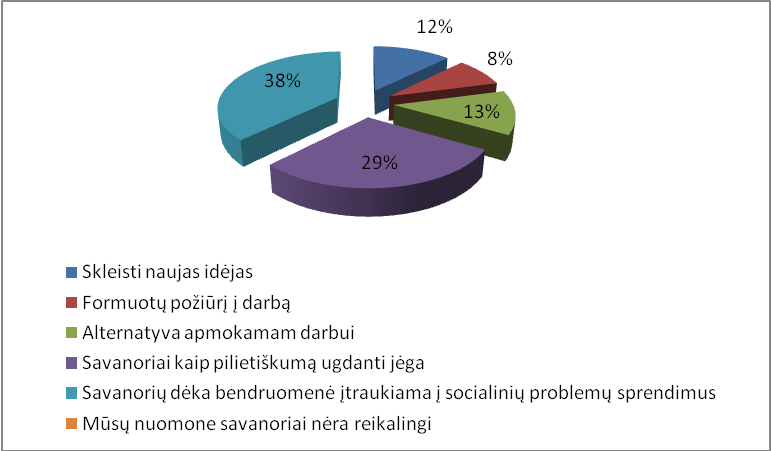 12%
8%
38%
13%
29%
Skleisti naujas idėjas
Formuotų požiūrį į darbą
Alternatyva apmokamam darbui
Savanoriai kaip pilietiškumą ugdanti jėga
Savanorių dėka bendruomenė įtraukiama į socialinių problemų sprendimus
Mūsų nuomone savanoriai nėra reikalingi